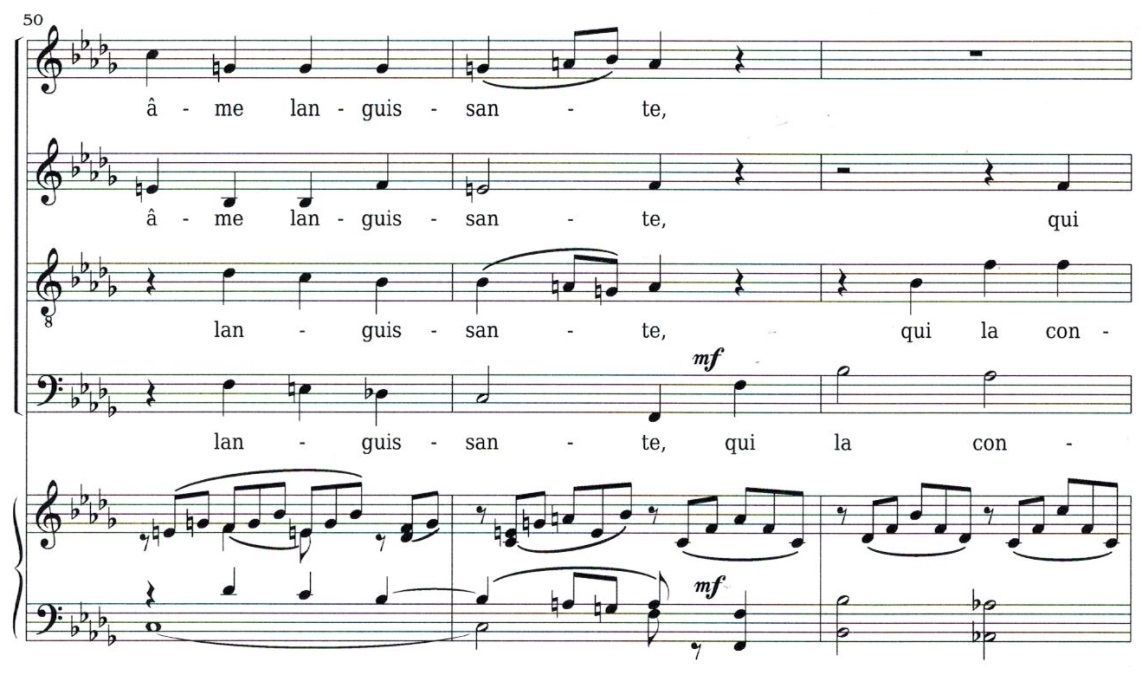 50
â - me lan - guis - san - te,
â - me lan - guis - san - te, qui
lan - guis - san - te, qui la con -
mf
lan - guis - san - te, qui la con -
mf